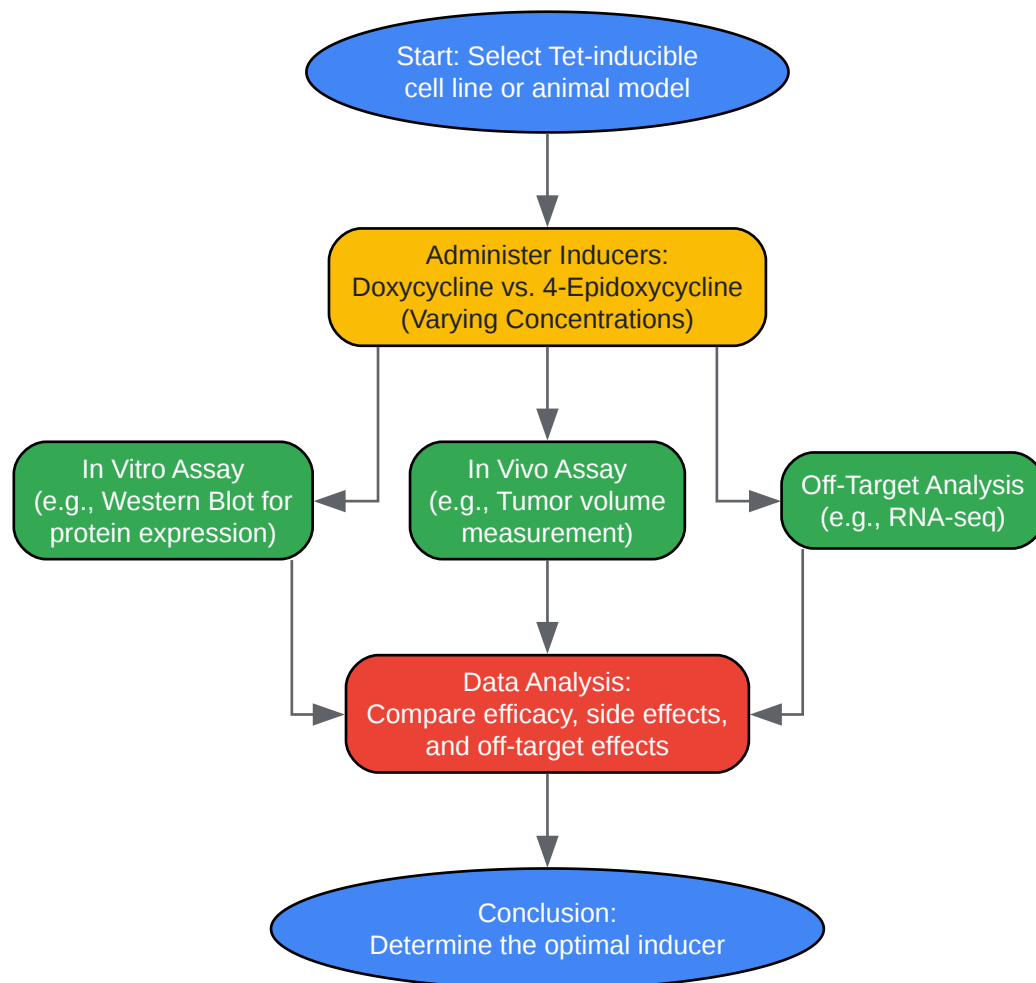 Start: Select Tet-inducible
cell line or animal model
Administer Inducers:
Doxycycline vs. 4-Epidoxycycline
(Varying Concentrations)
In Vitro Assay
(e.g., Western Blot for
protein expression)
In Vivo Assay
(e.g., Tumor volume
measurement)
Off-Target Analysis
(e.g., RNA-seq)
Data Analysis:
Compare efficacy, side effects,
and off-target effects
Conclusion:
Determine the optimal inducer